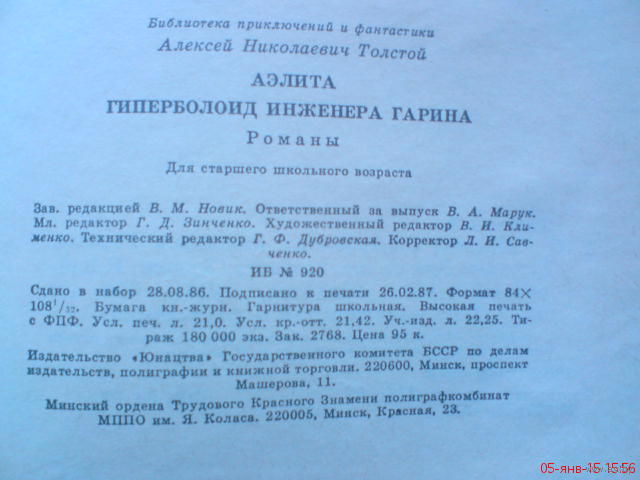 Библиотека приключений и фантастики
Алексей Николаевич Толстой
АЭЛИТА
ГИПЕРБОЛОИД ИНЖЕНЕРА ГАРИНА
Романы
Для старшего школьного возраста
Зав. редакцией В. М. Новик. Ответственный за выпуск В. А. Марук.
Мл. редактор Г. Д. Зинченко. Художественный редактор В. И. Кли-
менко. Технический редактор Г. Ф. Дубровская. Корректор Л. И. Сав-
ченко.
ИБ № 920
Сдано в набор 28.08.86. Подписано к печати 26.02.87. Формат 84×
108¹/₃₂. Бумага кн.-журн. Гарнитура школьная. Высокая печать
с ФПФ. Усл. печ. л. 21,0. Усл. кр.-отт. 21,42. Уч.-изд. л. 22,25. Ти-
раж 180 000 экз. Зак. 2768. Цена 95 к.
Издательство «Юнацтва» Государственного комитета БССР по делам
издательств, полиграфии и книжной торговли. 220600, Минск, проспект
Машерова, 11.
Минский ордена Трудового Красного Знамени полиграфкомбинат
МППО им. Я. Коласа. 220005, Минск, Красная, 23.
05-янв-15 15:56